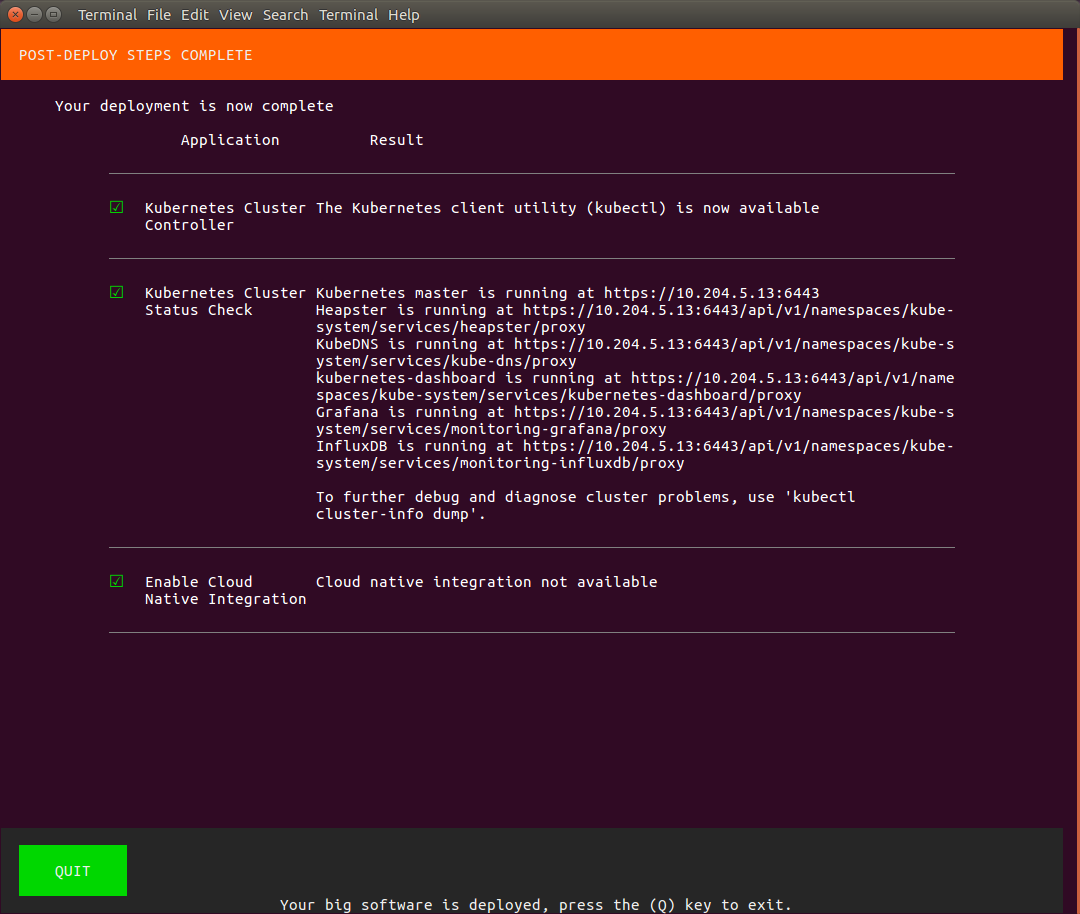 Terminal File Edit View Search Terminal Help
POST-DEPLOY STEPS COMPLETE
Your deployment is now complete
Application Result
☑ Kubernetes Cluster The Kubernetes client utility (kubectl) is now available
Controller
☑ Kubernetes Cluster Kubernetes master is running at https://10.204.5.13:6443
Status Check Heapster is running at https://10.204.5.13:6443/api/v1/namespaces/kube-
system/services/heapster/proxy
KubeDNS is running at https://10.204.5.13:6443/api/v1/namespaces/kube-s
ystem/services/kube-dns/proxy
kubernetes-dashboard is running at https://10.204.5.13:6443/api/v1/name
spaces/kube-system/services/kubernetes-dashboard/proxy
Grafana is running at https://10.204.5.13:6443/api/v1/namespaces/kube-s
ystem/services/monitoring-grafana/proxy
InfluxDB is running at https://10.204.5.13:6443/api/v1/namespaces/kube-
system/services/monitoring-influxdb/proxy
To further debug and diagnose cluster problems, use 'kubectl
cluster-info dump'.
☑ Enable Cloud Cloud native integration not available
Native Integration
QUIT
Your big software is deployed, press the (Q) key to exit.